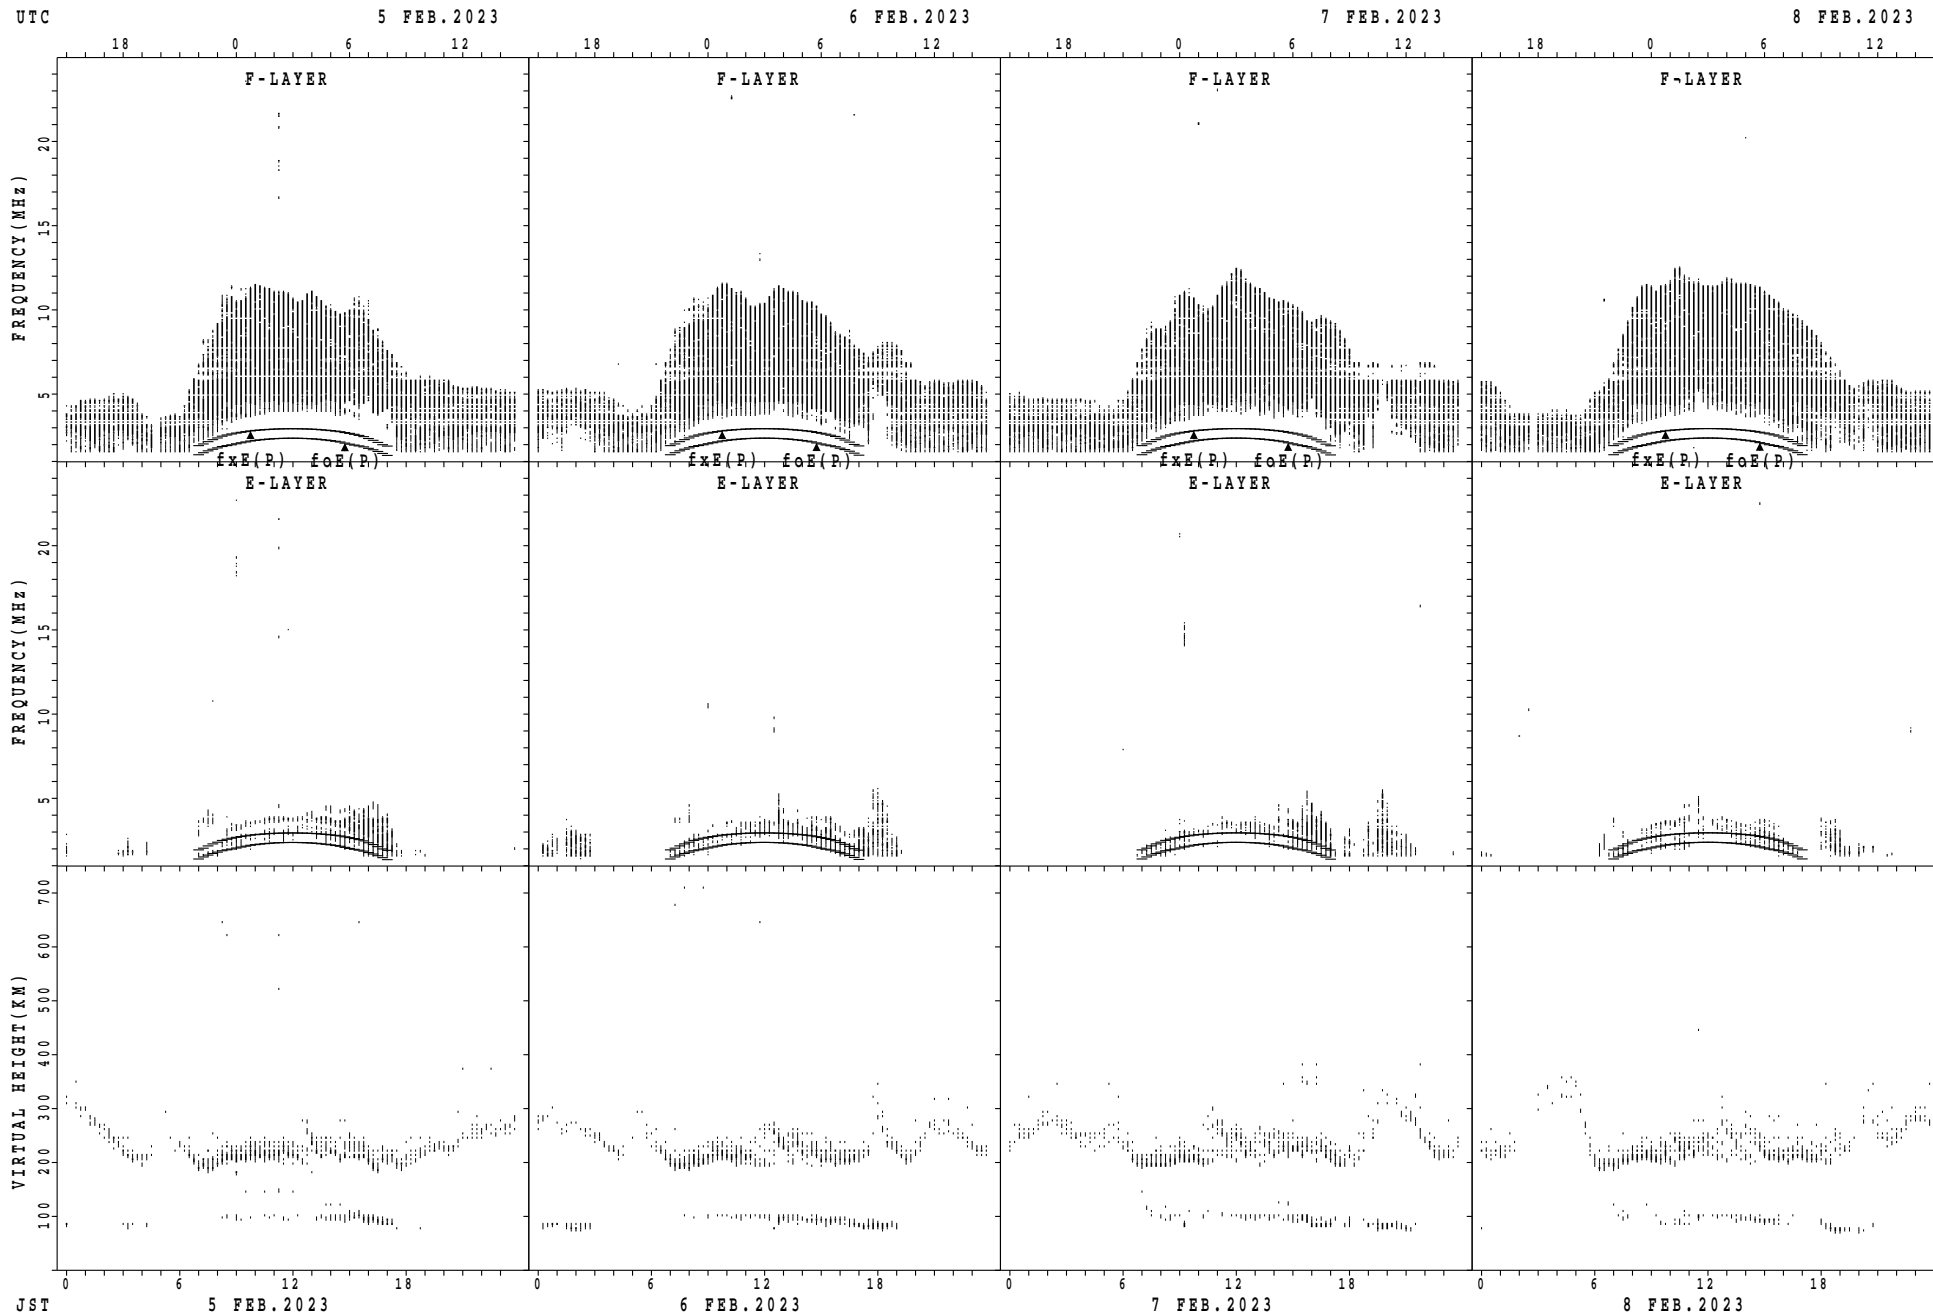 UTC 5 FEB.2023 6 FEB.2023 7 FEB.2023 8 FEB.2023
18 0 6 12 18 0 6 12 18 0 6 12 18 0 6 12
F-LAYER F-LAYER F-LAYER F-LAYER
FREQUENCY(MHz)
20
15
10
5
fxE(P) foE(P) fxE(P) foE(P) fxE(P) foE(P) fxE(P) foE(P)
E-LAYER E-LAYER E-LAYER E-LAYER
FREQUENCY(MHz)
20
15
10
5
VIRTUAL HEIGHT(KM)
700
600
500
400
300
200
100
0 6 12 18 0 6 12 18 0 6 12 18 0 6 12 18
JST 5 FEB.2023 6 FEB.2023 7 FEB.2023 8 FEB.2023